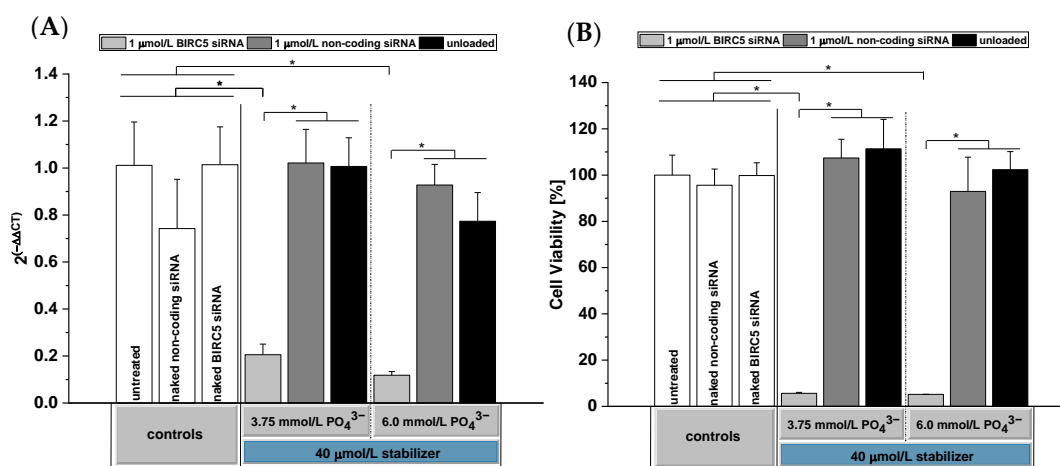 (A)
1 μmol/L BIRC5 siRNA 1 μmol/L non-coding siRNA unloaded
*
*
*
*
1.4
1.2
1.0
0.8
0.6
0.4
0.2
0.0
2(−ΔΔCT)
untreated
naked non-coding siRNA
naked BIRC5 siRNA
controls
3.75 mmol/L PO₄³⁻
6.0 mmol/L PO₄³⁻
40 μmol/L stabilizer
(B)
1 μmol/L BIRC5 siRNA 1 μmol/L non-coding siRNA unloaded
*
*
*
*
140
120
100
80
60
40
20
0
Cell Viability [%]
untreated
naked non-coding siRNA
naked BIRC5 siRNA
controls
3.75 mmol/L PO₄³⁻
6.0 mmol/L PO₄³⁻
40 μmol/L stabilizer